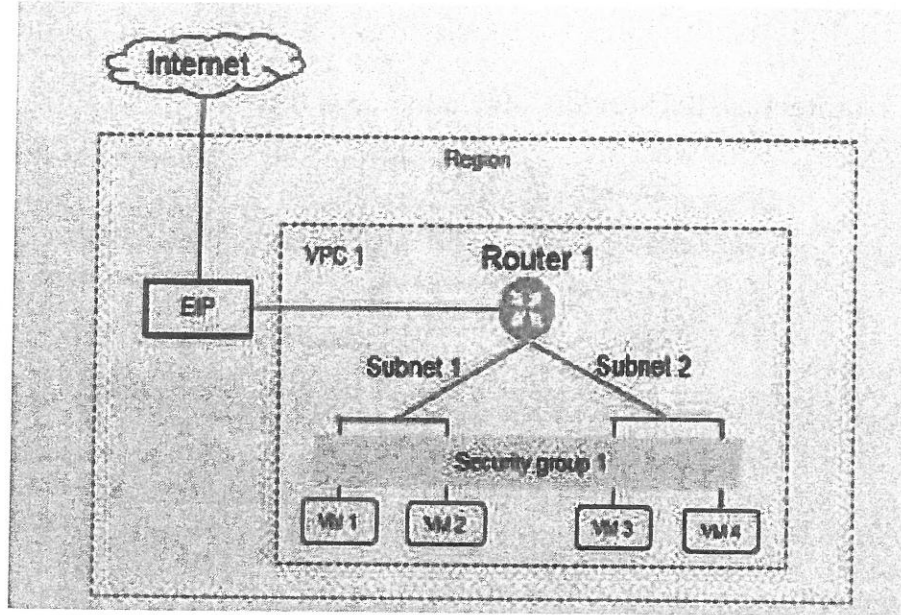 Internet
Region
VPC 1
Router 1
EIP
Subnet 1
Subnet 2
Security group 1
VM 1
VM 2
VM 3
VM 4